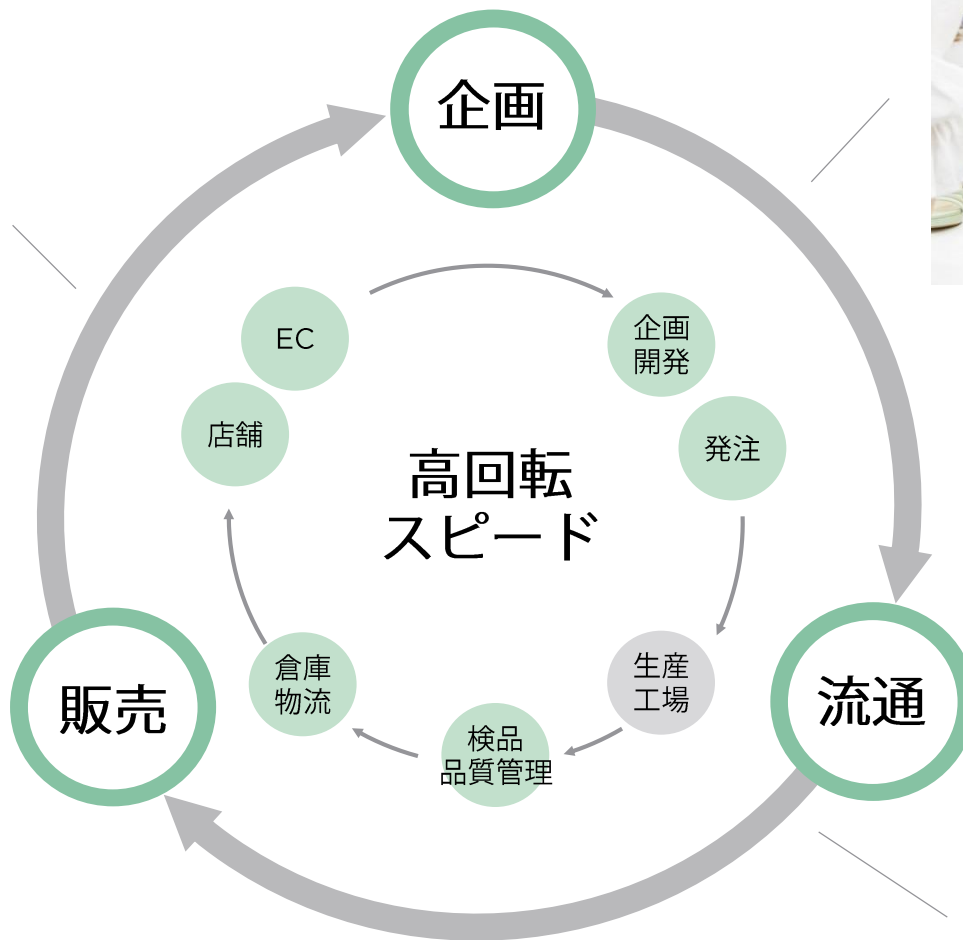 企画
EC
企画
開発
店舗
発注
高回転
スピード
生産
工場
倉庫
物流
検品
品質管理
販売
流通